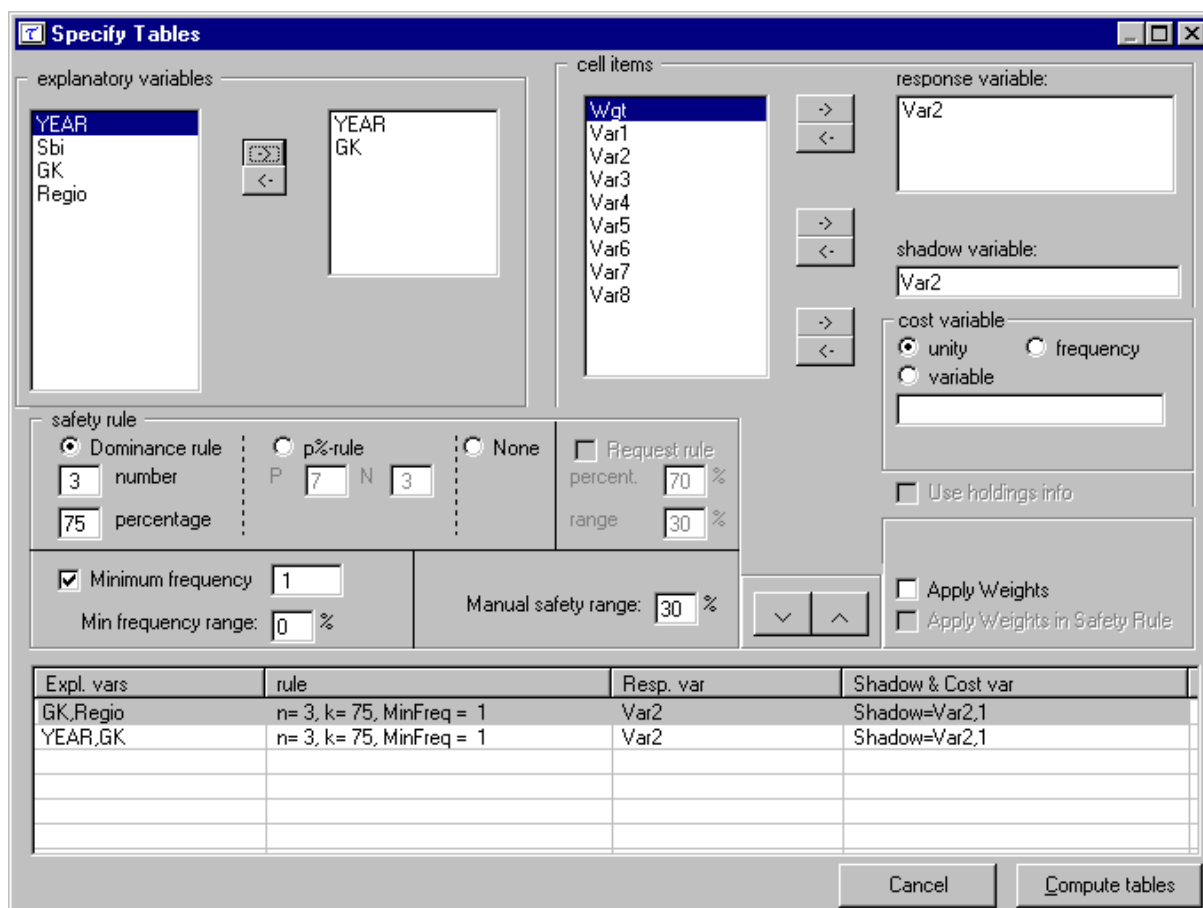 Specify Tables
explanatory variables
YEAR
Sbi
GK
Regio
->
<-
YEAR
GK
cell items
Wgt
Var1
Var2
Var3
Var4
Var5
Var6
Var7
Var8
->
<-
->
<-
->
<-
response variable:
Var2
shadow variable:
Var2
cost variable
unity
frequency
variable
safety rule
Dominance rule
3 number
75 percentage
p%-rule
P 7 N 3
None
Request rule
percent. 70 %
range 30 %
Use holdings info
Minimum frequency 1
Min frequency range: 0 %
Manual safety range: 30 %
Apply Weights
Apply Weights in Safety Rule
Expl. vars rule Resp. var Shadow & Cost var
GK,Regio n= 3, k= 75, MinFreq = 1 Var2 Shadow=Var2,1
YEAR,GK n= 3, k= 75, MinFreq = 1 Var2 Shadow=Var2,1
Cancel
Compute tables